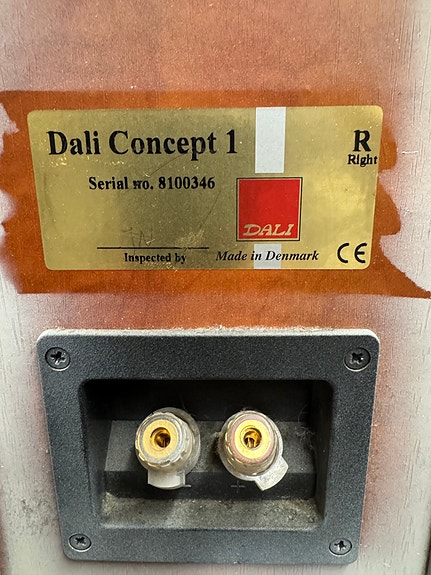 Dali Concept 1
R
Right
Serial no. 8100346
DALI
Inspected by
Made in Denmark
CE